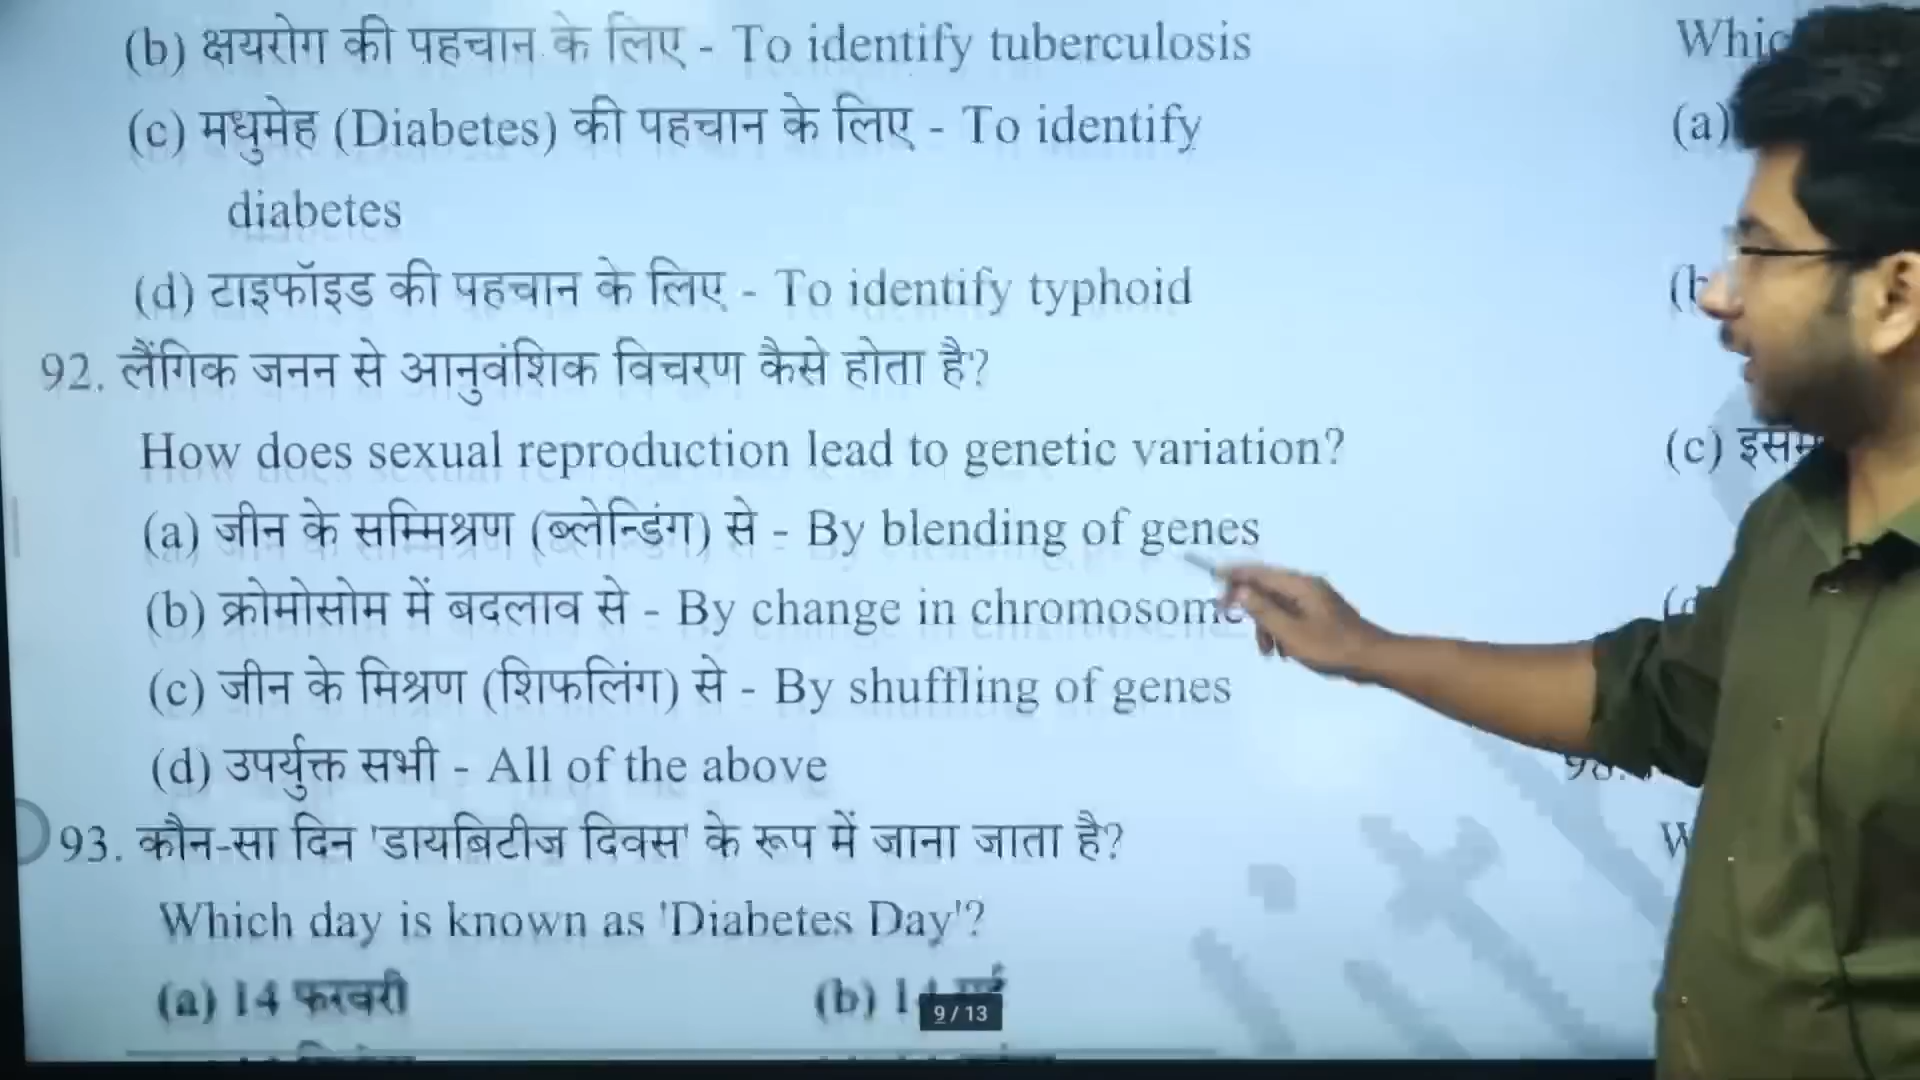 (b) क्षयरोग की पहचान के लिए - To identify tuberculosis
(c) मधुमेह (Diabetes) की पहचान के लिए - To identify
diabetes
(d) टाइफॉइड की पहचान के लिए - To identify typhoid
92. लैंगिक जनन से आनुवंशिक विचरण कैसे होता है?
How does sexual reproduction lead to genetic variation?
(a) जीन के सम्मिश्रण (ब्लेन्डिंग) से - By blending of genes
(b) क्रोमोसोम में बदलाव से - By change in chromosome
(c) जीन के मिश्रण (शिफलिंग) से - By shuffling of genes
(d) उपर्युक्त सभी - All of the above
93. कौन-सा दिन 'डायबिटीज दिवस' के रूप में जाना जाता है?
Which day is known as 'Diabetes Day'?
(a) 14 फरवरी
(b)
9 / 13
(a)
(c)